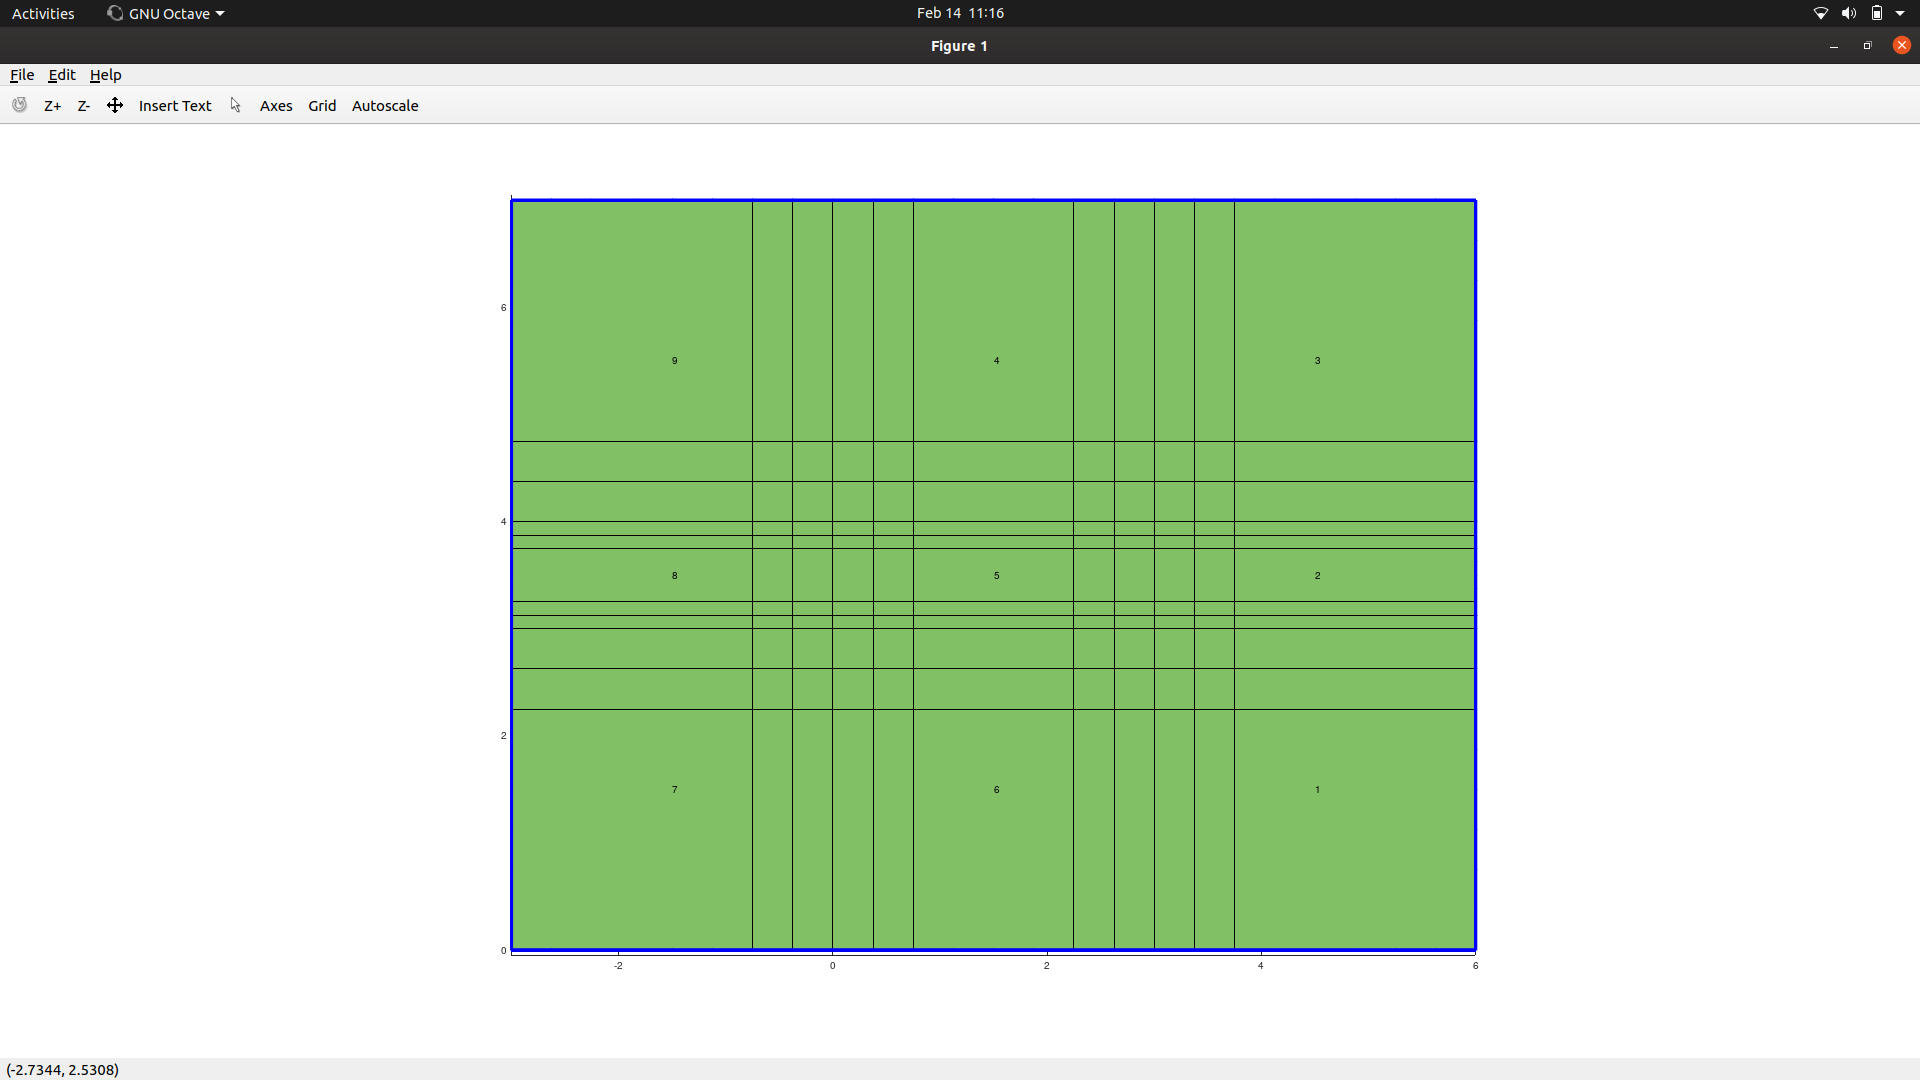 Activities GNU Octave Feb 14 11:16
Figure 1
File Edit Help
Z+ Z- Insert Text Axes Grid Autoscale
6
9 4 3
4
8 5 2
2
7 6 1
0
-2 0 2 4 6
(-2.7344, 2.5308)